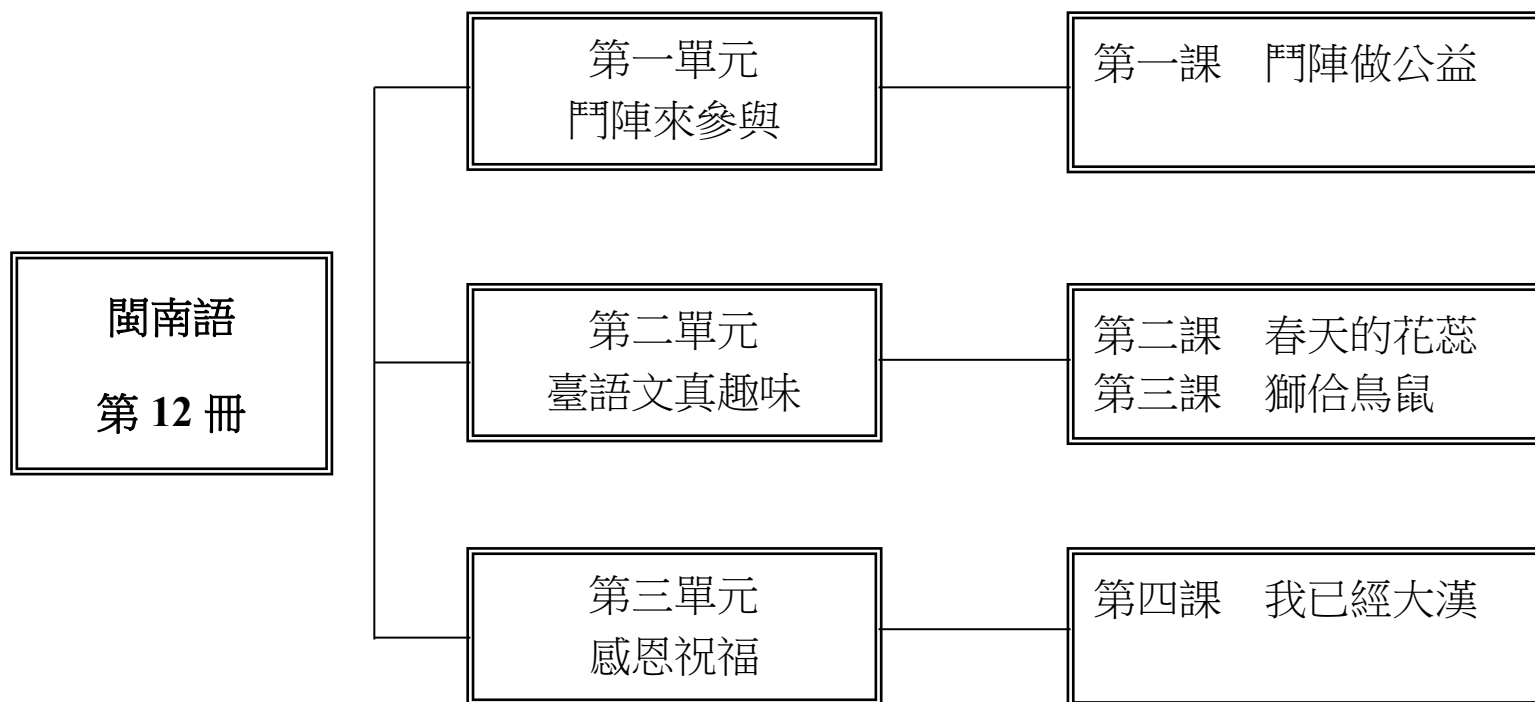 閩南語
第 12 冊
第一單元
鬥陣來參與
第一課　鬥陣做公益
第二單元
臺語文真趣味
第二課　春天的花蕊
第三課　獅佮鳥鼠
第三單元
感恩祝福
第四課　我已經大漢